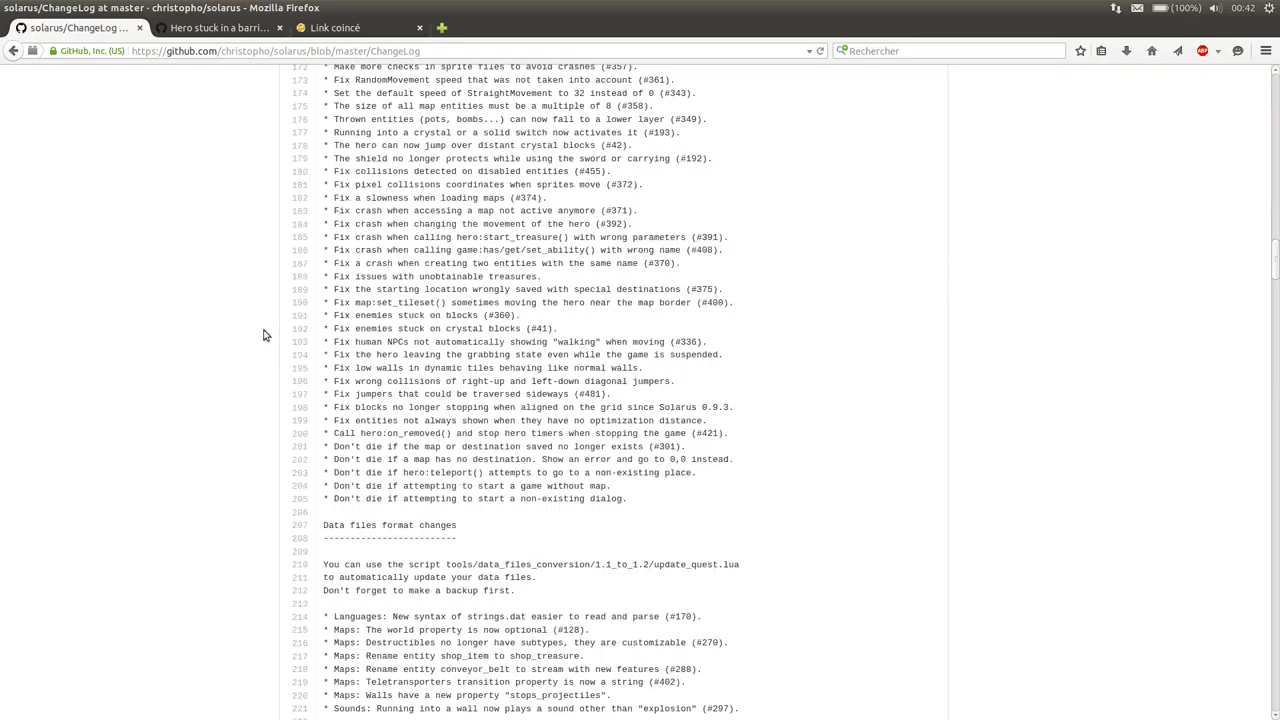 solarus/ChangeLog at master · christopho/solarus - Mozilla Firefox
(100%)
00:42
solarus/ChangeLog ...
Hero stuck in a barri...
Link coincé
GitHub, Inc. (US)
https://github.com/christopho/solarus/blob/master/ChangeLog
Rechercher
172 * Make more checks in sprite files to avoid crashes (#357).
173 * Fix RandomMovement speed that was not taken into account (#361).
174 * Set the default speed of StraightMovement to 32 instead of 0 (#343).
175 * The size of all map entities must be a multiple of 8 (#358).
176 * Thrown entities (pots, bombs...) can now fall to a lower layer (#349).
177 * Running into a crystal or a solid switch now activates it (#193).
178 * The hero can now jump over distant crystal blocks (#42).
179 * The shield no longer protects while using the sword or carrying (#192).
180 * Fix collisions detected on disabled entities (#455).
181 * Fix pixel collisions coordinates when sprites move (#372).
182 * Fix a slowness when loading maps (#374).
183 * Fix crash when accessing a map not active anymore (#371).
184 * Fix crash when changing the movement of the hero (#392).
185 * Fix crash when calling hero:start_treasure() with wrong parameters (#391).
186 * Fix crash when calling game:has/get/set_ability() with wrong name (#408).
187 * Fix a crash when creating two entities with the same name (#370).
188 * Fix issues with unobtainable treasures.
189 * Fix the starting location wrongly saved with special destinations (#375).
190 * Fix map:set_tileset() sometimes moving the hero near the map border (#400).
191 * Fix enemies stuck on blocks (#360).
192 * Fix enemies stuck on crystal blocks (#41).
193 * Fix human NPCs not automatically showing "walking" when moving (#336).
194 * Fix the hero leaving the grabbing state even while the game is suspended.
195 * Fix low walls in dynamic tiles behaving like normal walls.
196 * Fix wrong collisions of right-up and left-down diagonal jumpers.
197 * Fix jumpers that could be traversed sideways (#481).
198 * Fix blocks no longer stopping when aligned on the grid since Solarus 0.9.3.
199 * Fix entities not always shown when they have no optimization distance.
200 * Call hero:on_removed() and stop hero timers when stopping the game (#421).
201 * Don't die if the map or destination saved no longer exists (#301).
202 * Don't die if a map has no destination. Show an error and go to 0,0 instead.
203 * Don't die if hero:teleport() attempts to go to a non-existing place.
204 * Don't die if attempting to start a game without map.
205 * Don't die if attempting to start a non-existing dialog.
206
207 Data files format changes
208 -------------------------
209
210 You can use the script tools/data_files_conversion/1.1_to_1.2/update_quest.lua
211 to automatically update your data files.
212 Don't forget to make a backup first.
213
214 * Languages: New syntax of strings.dat easier to read and parse (#170).
215 * Maps: The world property is now optional (#128).
216 * Maps: Destructibles no longer have subtypes, they are customizable (#270).
217 * Maps: Rename entity shop_item to shop_treasure.
218 * Maps: Rename entity conveyor_belt to stream with new features (#288).
219 * Maps: Teletransporters transition property is now a string (#402).
220 * Maps: Walls have a new property "stops_projectiles".
221 * Sounds: Running into a wall now plays a sound other than "explosion" (#297).